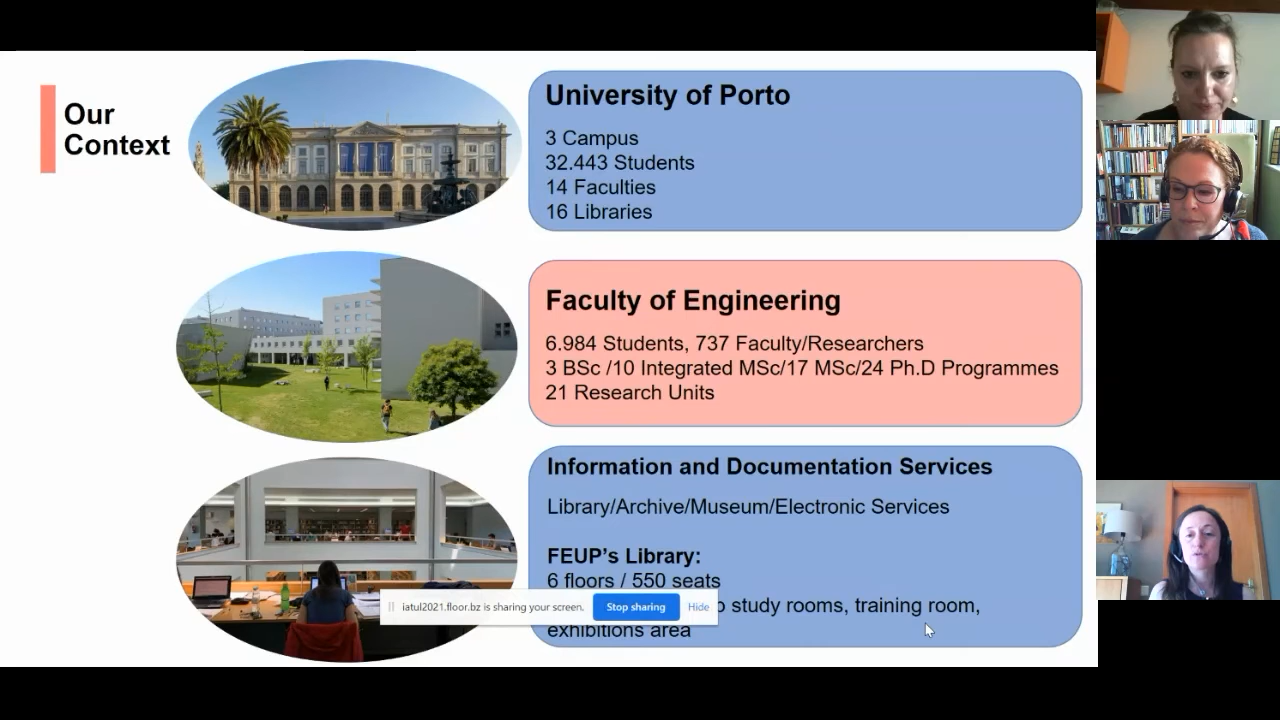 Our
Context
University of Porto
3 Campus
32.443 Students
14 Faculties
16 Libraries
Faculty of Engineering
6.984 Students, 737 Faculty/Researchers
3 BSc /10 Integrated MSc/17 MSc/24 Ph.D Programmes
21 Research Units
Information and Documentation Services
Library/Archive/Museum/Electronic Services
FEUP's Library:
6 floors / 550 seats
study rooms, training room,
exhibitions area
iatul2021.floor.bz is sharing your screen.
Stop sharing
Hide